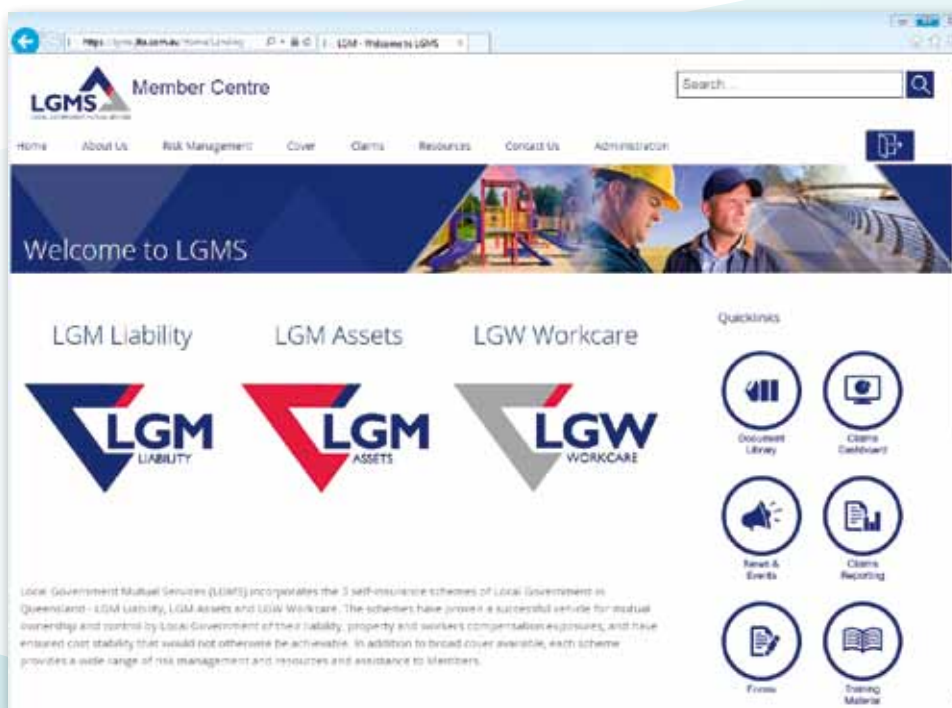 LGM - Welcome to LGMS
LGMS
Member Centre
Search...
Home About Us Risk Management Cover Claims Resources Contact Us Administration
Welcome to LGMS
LGM Liability LGM Assets LGW Workcare
LGM LIABILITY
LGM ASSETS
LGW WORKCARE
Quicklinks
Document Library
Claims Dashboard
News & Events
Claims Reporting
Forms
Training Material
Local Government Mutual Services (LGMS) incorporates the 3 self-insurance schemes of Local Government in
Queensland - LGM Liability, LGM Assets and LGW Workcare. The schemes have proven a successful vehicle for mutual
ownership and control by Local Government of their liability, property and workers compensation exposures, and have
ensured cost stability that would not otherwise be achievable. In addition to broad cover available, each scheme
provides a wide range of risk management and resources and assistance to Members.